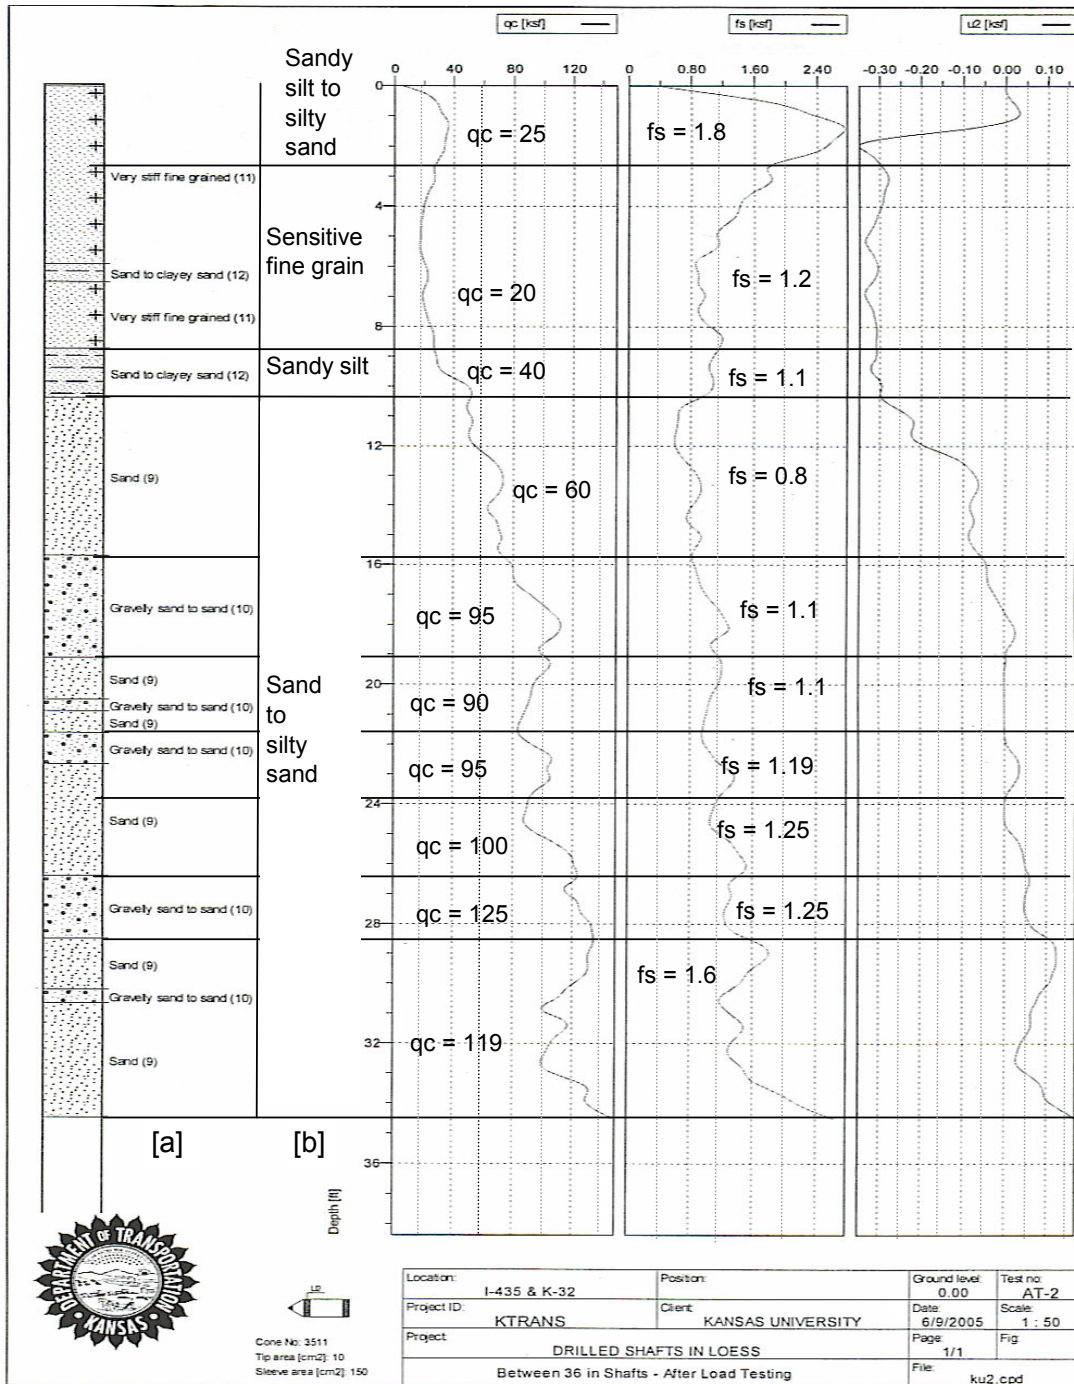 qc [ksf]
fs [ksf]
u2 [ksf]
0 40 80 120
0 0.80 1.60 2.40
-0.30 -0.20 -0.10 0.00 0.10
Sandy
silt to
silty
sand
0
4
8
12
16
20
24
28
32
36
Depth [ft]
qc = 25
fs = 1.8
Very stiff fine grained (11)
Sensitive
fine grain
Sand to clayey sand (12)
qc = 20
fs = 1.2
Very stiff fine grained (11)
Sand to clayey sand (12)
Sandy silt
qc = 40
fs = 1.1
Sand (9)
qc = 60
fs = 0.8
Gravelly sand to sand (10)
qc = 95
fs = 1.1
Sand (9)
Gravelly sand to sand (10)
Sand (9)
Sand
to
silty
sand
qc = 90
fs = 1.1
Gravelly sand to sand (10)
qc = 95
fs = 1.19
Sand (9)
qc = 100
fs = 1.25
Gravelly sand to sand (10)
qc = 125
fs = 1.25
Sand (9)
Gravelly sand to sand (10)
Sand (9)
qc = 119
fs = 1.6
[a]
[b]
DEPARTMENT OF TRANSPORTATION
KANSAS
Cone No: 3511
Tip area [cm2]: 10
Sleeve area [cm2]: 150
Location:
I-435 & K-32
Position:
Ground level:
0.00
Test no:
AT-2
Project ID:
KTRANS
Client:
KANSAS UNIVERSITY
Date:
6/9/2005
Scale:
1 : 50
Project:
DRILLED SHAFTS IN LOESS
Page:
1/1
Fig:
Between 36 in Shafts - After Load Testing
File:
ku2.cpd